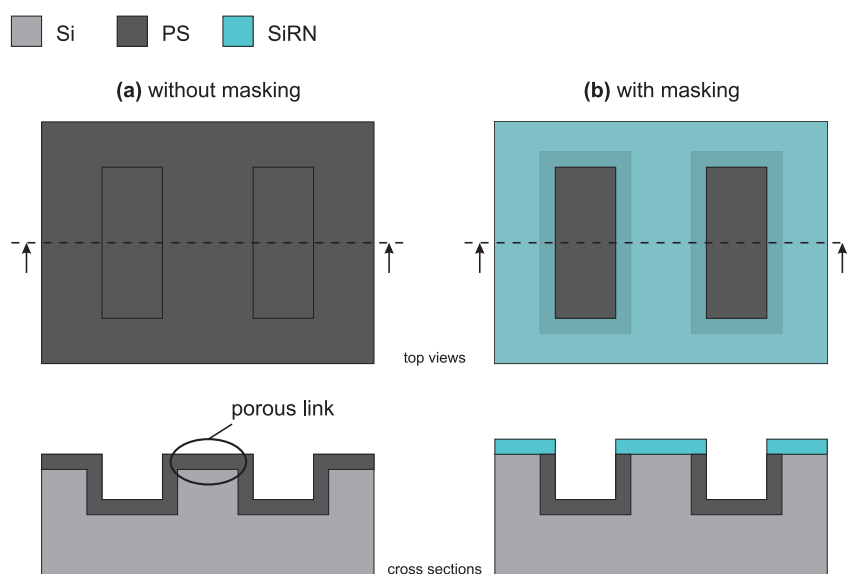 Si PS SiRN
(a) without masking (b) with masking
top views
porous link
cross sections